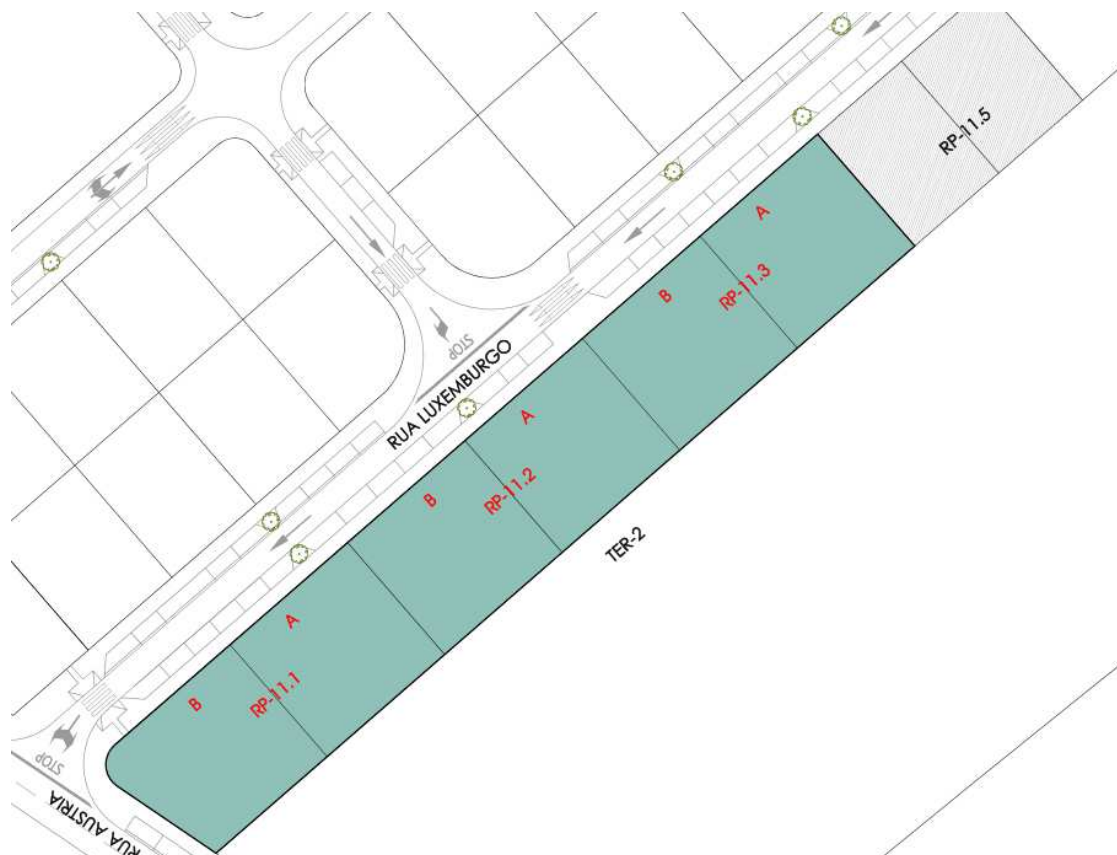 RP-11.5
A
RP-11.3
B
STOP
RUA LUXEMBURGO
A
RP-11.2
B
TER-2
A
RP-11.1
B
STOP
RUA AUSTRIA